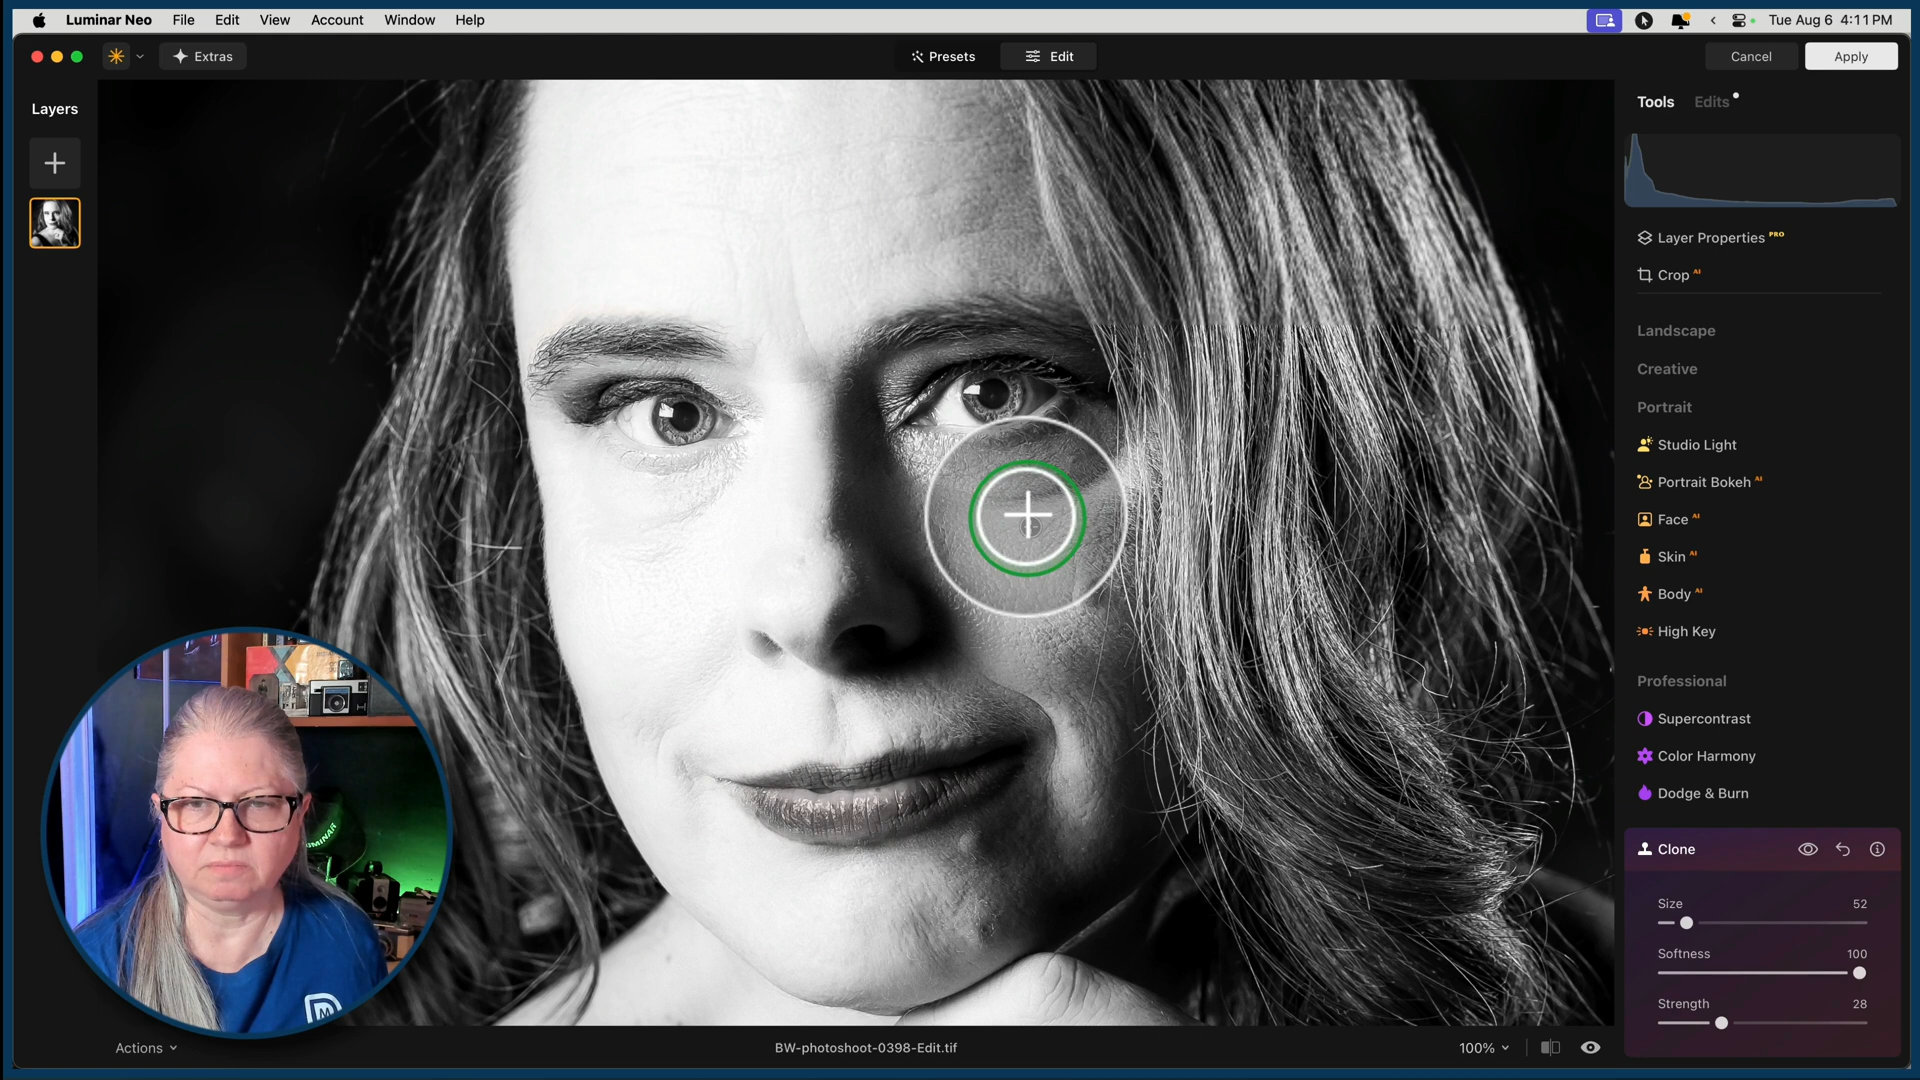 Luminar Neo File Edit View Account Window Help
Tue Aug 6 4:11 PM
Extras
Presets
Edit
Cancel
Apply
Layers
Tools
Edits
Layer Properties PRO
Crop AI
Landscape
Creative
Portrait
Studio Light
Portrait Bokeh AI
Face AI
Skin AI
Body AI
High Key
Professional
Supercontrast
Color Harmony
Dodge & Burn
Clone
Size 52
Softness 100
Strength 28
Actions
BW-photoshoot-0398-Edit.tif
100%